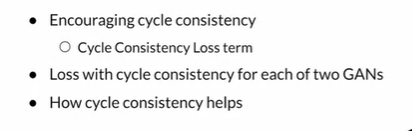 ● Encouraging cycle consistency
○ Cycle Consistency Loss term
● Loss with cycle consistency for each of two GANs
● How cycle consistency helps